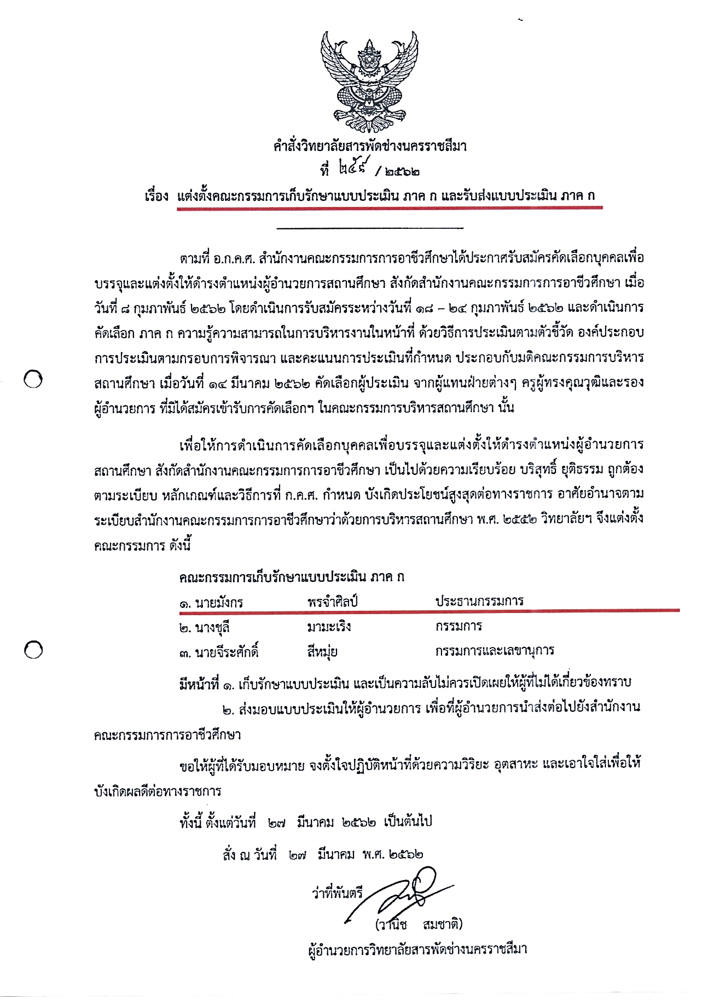 คำสั่งวิทยาลัยสารพัดช่างนครราชสีมา
ที่ ๒๕๙ / ๒๕๖๒
เรื่อง แต่งตั้งคณะกรรมการเก็บรักษาแบบประเมิน ภาค ก และรับส่งแบบประเมิน ภาค ก
ตามที่ อ.ก.ค.ศ. สำนักงานคณะกรรมการการอาชีวศึกษาได้ประกาศรับสมัครคัดเลือกบุคคลเพื่อ
บรรจุและแต่งตั้งให้ดำรงตำแหน่งผู้อำนวยการสถานศึกษา สังกัดสำนักงานคณะกรรมการการอาชีวศึกษา เมื่อ
วันที่ ๘ กุมภาพันธ์ ๒๕๖๒ โดยดำเนินการรับสมัครระหว่างวันที่ ๑๘ – ๒๔ กุมภาพันธ์ ๒๕๖๒ และดำเนินการ
คัดเลือก ภาค ก ความรู้ความสามารถในการบริหารงานในหน้าที่ ด้วยวิธีการประเมินตามตัวชี้วัด องค์ประกอบ
การประเมินตามกรอบการพิจารณา และคะแนนการประเมินที่กำหนด ประกอบกับมติคณะกรรมการบริหาร
สถานศึกษา เมื่อวันที่ ๑๔ มีนาคม ๒๕๖๒ คัดเลือกผู้ประเมิน จากผู้แทนฝ่ายต่างๆ ครูผู้ทรงคุณวุฒิและรอง
ผู้อำนวยการ ที่มิได้สมัครเข้ารับการคัดเลือกฯ ในคณะกรรมการบริหารสถานศึกษา นั้น
เพื่อให้การดำเนินการคัดเลือกบุคคลเพื่อบรรจุและแต่งตั้งให้ดำรงตำแหน่งผู้อำนวยการ
สถานศึกษา สังกัดสำนักงานคณะกรรมการการอาชีวศึกษา เป็นไปด้วยความเรียบร้อย บริสุทธิ์ ยุติธรรม ถูกต้อง
ตามระเบียบ หลักเกณฑ์และวิธีการที่ ก.ค.ศ. กำหนด บังเกิดประโยชน์สูงสุดต่อทางราชการ อาศัยอำนาจตาม
ระเบียบสำนักงานคณะกรรมการการอาชีวศึกษาว่าด้วยการบริหารสถานศึกษา พ.ศ. ๒๕๕๒ วิทยาลัยฯ จึงแต่งตั้ง
คณะกรรมการ ดังนี้
คณะกรรมการเก็บรักษาแบบประเมิน ภาค ก
๑. นายมังกร พรจำศิลป์ ประธานกรรมการ
๒. นางชุลี มามะเริง กรรมการ
๓. นายจีระศักดิ์ สีหมุ่ย กรรมการและเลขานุการ
มีหน้าที่ ๑. เก็บรักษาแบบประเมิน และเป็นความลับไม่ควรเปิดเผยให้ผู้ที่ไม่ได้เกี่ยวข้องทราบ
๒. ส่งมอบแบบประเมินให้ผู้อำนวยการ เพื่อที่ผู้อำนวยการนำส่งต่อไปยังสำนักงาน
คณะกรรมการการอาชีวศึกษา
ขอให้ผู้ที่ได้รับมอบหมาย จงตั้งใจปฏิบัติหน้าที่ด้วยความวิริยะ อุตสาหะ และเอาใจใส่เพื่อให้
บังเกิดผลดีต่อทางราชการ
ทั้งนี้ ตั้งแต่วันที่ ๒๗ มีนาคม ๒๕๖๒ เป็นต้นไป
สั่ง ณ วันที่ ๒๗ มีนาคม พ.ศ. ๒๕๖๒
ว่าที่พันตรี
(วานิช สมชาติ)
ผู้อำนวยการวิทยาลัยสารพัดช่างนครราชสีมา